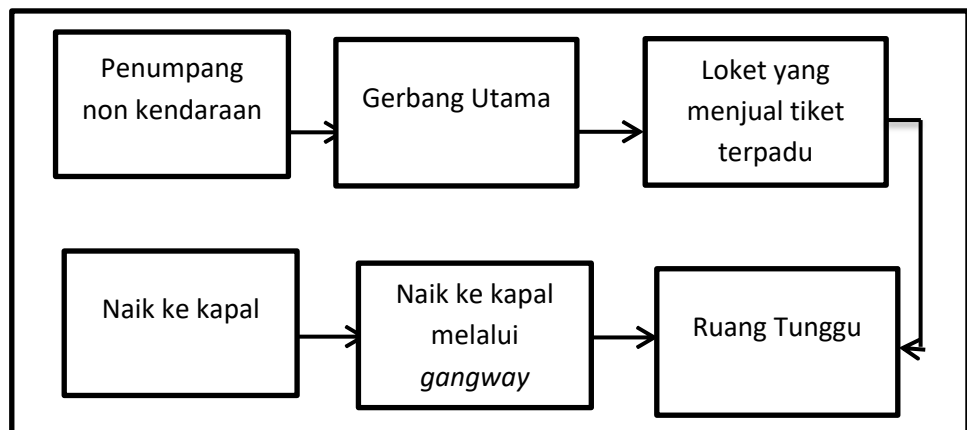 Penumpang
non kendaraan
Gerbang Utama
Loket yang
menjual tiket
terpadu
Naik ke kapal
Naik ke kapal
melalui
gangway
Ruang Tunggu